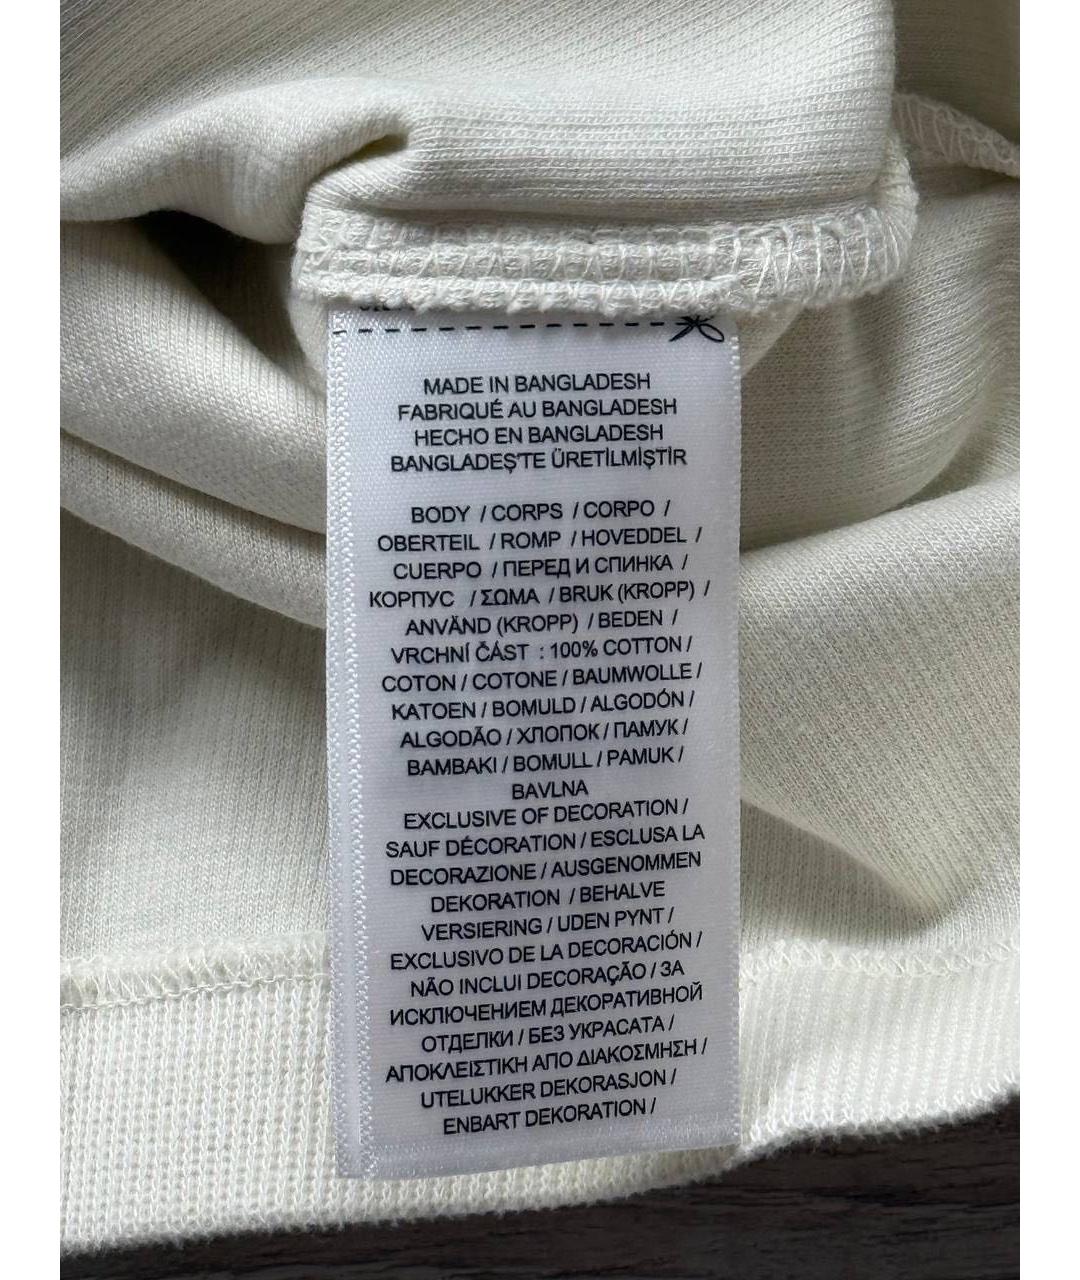 MADE IN BANGLADESH
FABRIQUÉ AU BANGLADESH
HECHO EN BANGLADESH
BANGLADEŞ'TE ÜRETİLMİŞTİR
BODY / CORPS / CORPO /
OBERTEIL / ROMP / HOVEDDEL /
CUERPO / ПЕРЕД И СПИНКА /
КОРПУС / ΣΩΜΑ / BRUK (KROPP) /
ANVÄND (KROPP) / BEDEN /
VRCHNÍ ČÁST : 100% COTTON /
COTON / COTONE / BAUMWOLLE /
KATOEN / BOMULD / ALGODÓN /
ALGODÃO / ХЛОПОК / ПАМУК /
ΒΑΜΒΑΚΙ / BOMULL / PAMUK /
BAVLNA
EXCLUSIVE OF DECORATION /
SAUF DÉCORATION / ESCLUSA LA
DECORAZIONE / AUSGENOMMEN
DEKORATION / BEHALVE
VERSIERING / UDEN PYNT /
EXCLUSIVO DE LA DECORACIÓN /
NÃO INCLUI DECORAÇÃO / ЗА
ИСКЛЮЧЕНИЕМ ДЕКОРАТИВНОЙ
ОТДЕЛКИ / БЕЗ УКРАСАТА /
ΑΠΟΚΛΕΙΣΤΙΚΗ ΑΠΟ ΔΙΑΚΟΣΜΗΣΗ /
UTELUKKER DEKORASJON /
ENBART DEKORATION /